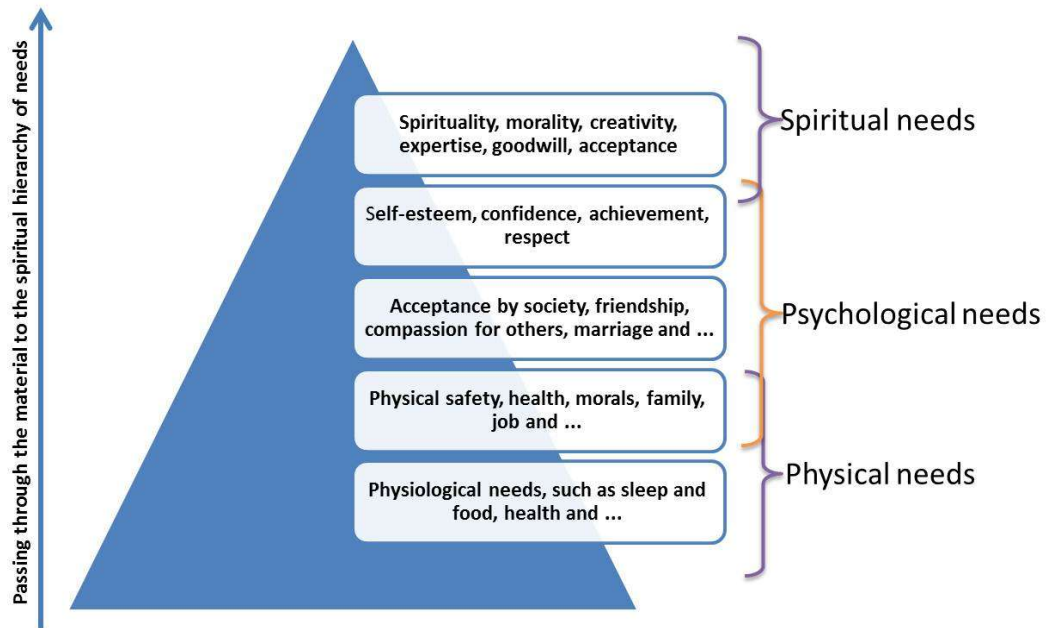 Passing through the material to the spiritual hierarchy of needs
Spirituality, morality, creativity,
expertise, goodwill, acceptance
Self-esteem, confidence, achievement,
respect
Acceptance by society, friendship,
compassion for others, marriage and ...
Physical safety, health, morals, family,
job and ...
Physiological needs, such as sleep and
food, health and ...
Spiritual needs
Psychological needs
Physical needs